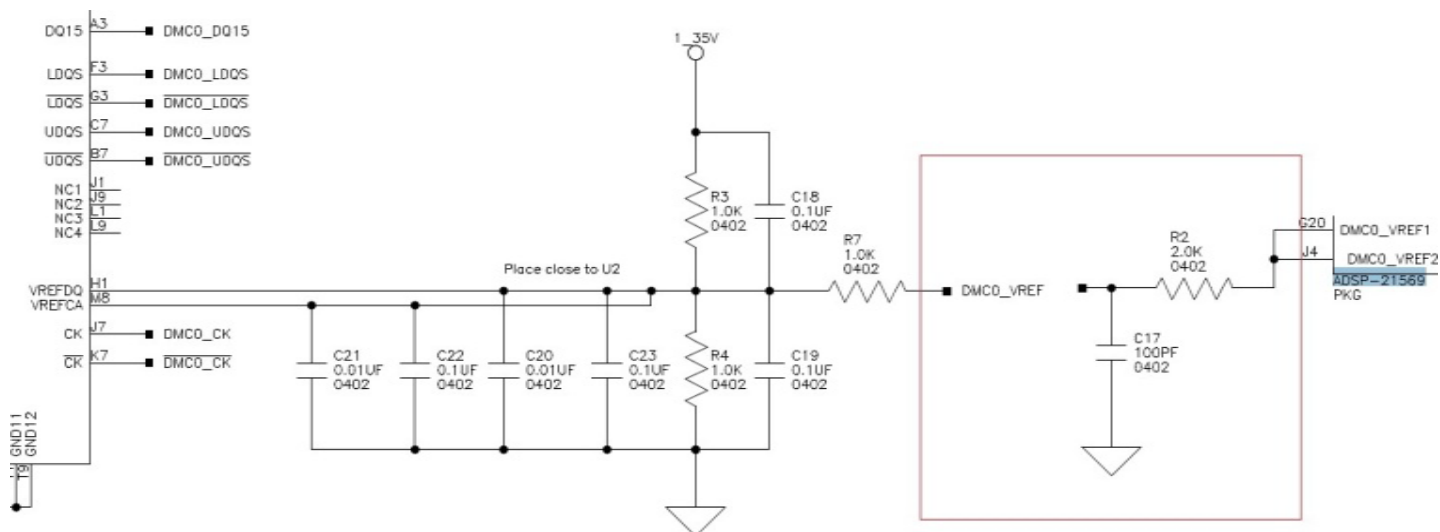 DQ15 A3 DMC0_DQ15
LDQS F3 DMC0_LDQS
LDQS G3 DMC0_LDQS
UDQS C7 DMC0_UDQS
UDQS B7 DMC0_UDQS
NC1 J1
NC2 J9
NC3 L1
NC4 L9
VREFDQ H1
VREFCA M8
CK J7 DMC0_CK
CK K7 DMC0_CK
GND11
GND12
T9
Place close to U2
1_35V
R3
1.0K
0402
C18
0.1UF
0402
C21
0.01UF
0402
C22
0.1UF
0402
C20
0.01UF
0402
C23
0.1UF
0402
R4
1.0K
0402
C19
0.1UF
0402
R7
1.0K
0402
DMC0_VREF
C17
100PF
0402
R2
2.0K
0402
G20 DMC0_VREF1
J4 DMC0_VREF2
ADSP-21569
PKG